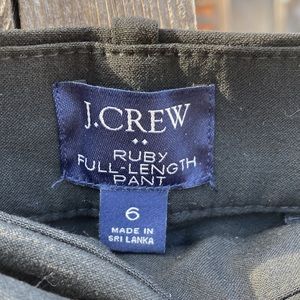 J.CREW
RUBY
FULL-LENGTH
PANT
6
MADE IN
SRI LANKA